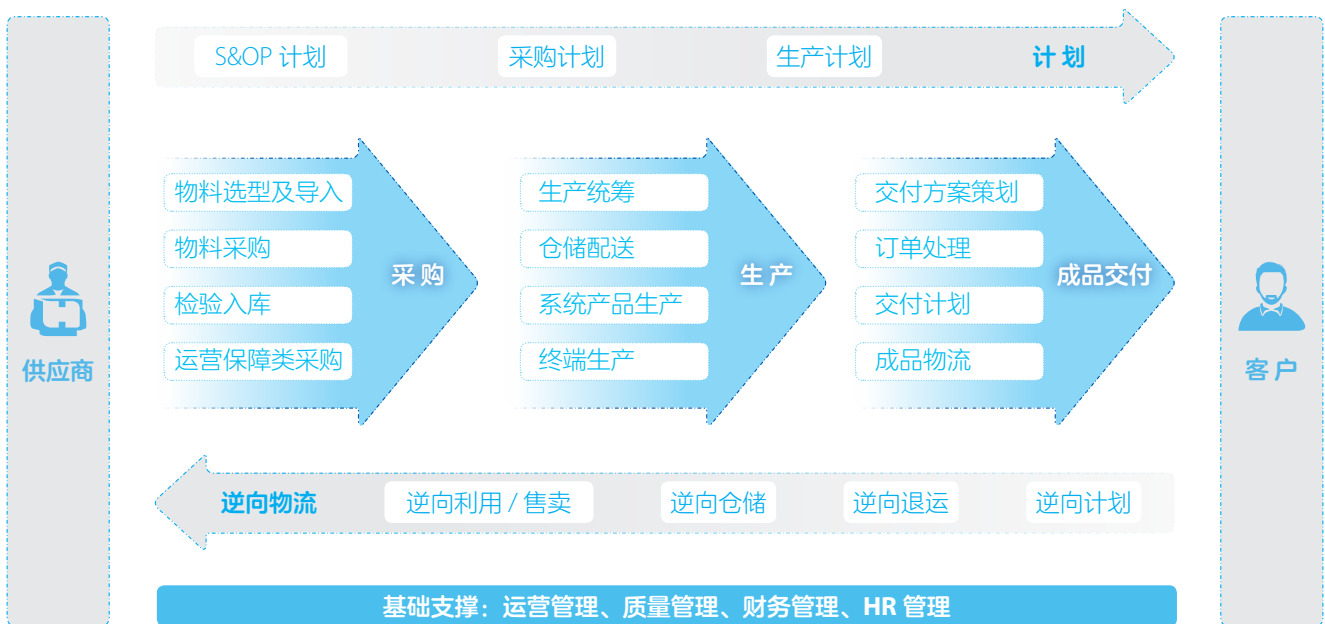 S&OP 计划
采购计划
生产计划
计 划
物料选型及导入
物料采购
检验入库
运营保障类采购
采 购
生产统筹
仓储配送
系统产品生产
终端生产
生 产
交付方案策划
订单处理
交付计划
成品物流
成品交付
供应商
客 户
逆向物流
逆向利用 / 售卖
逆向仓储
逆向退运
逆向计划
基础支撑：运营管理、质量管理、财务管理、HR 管理